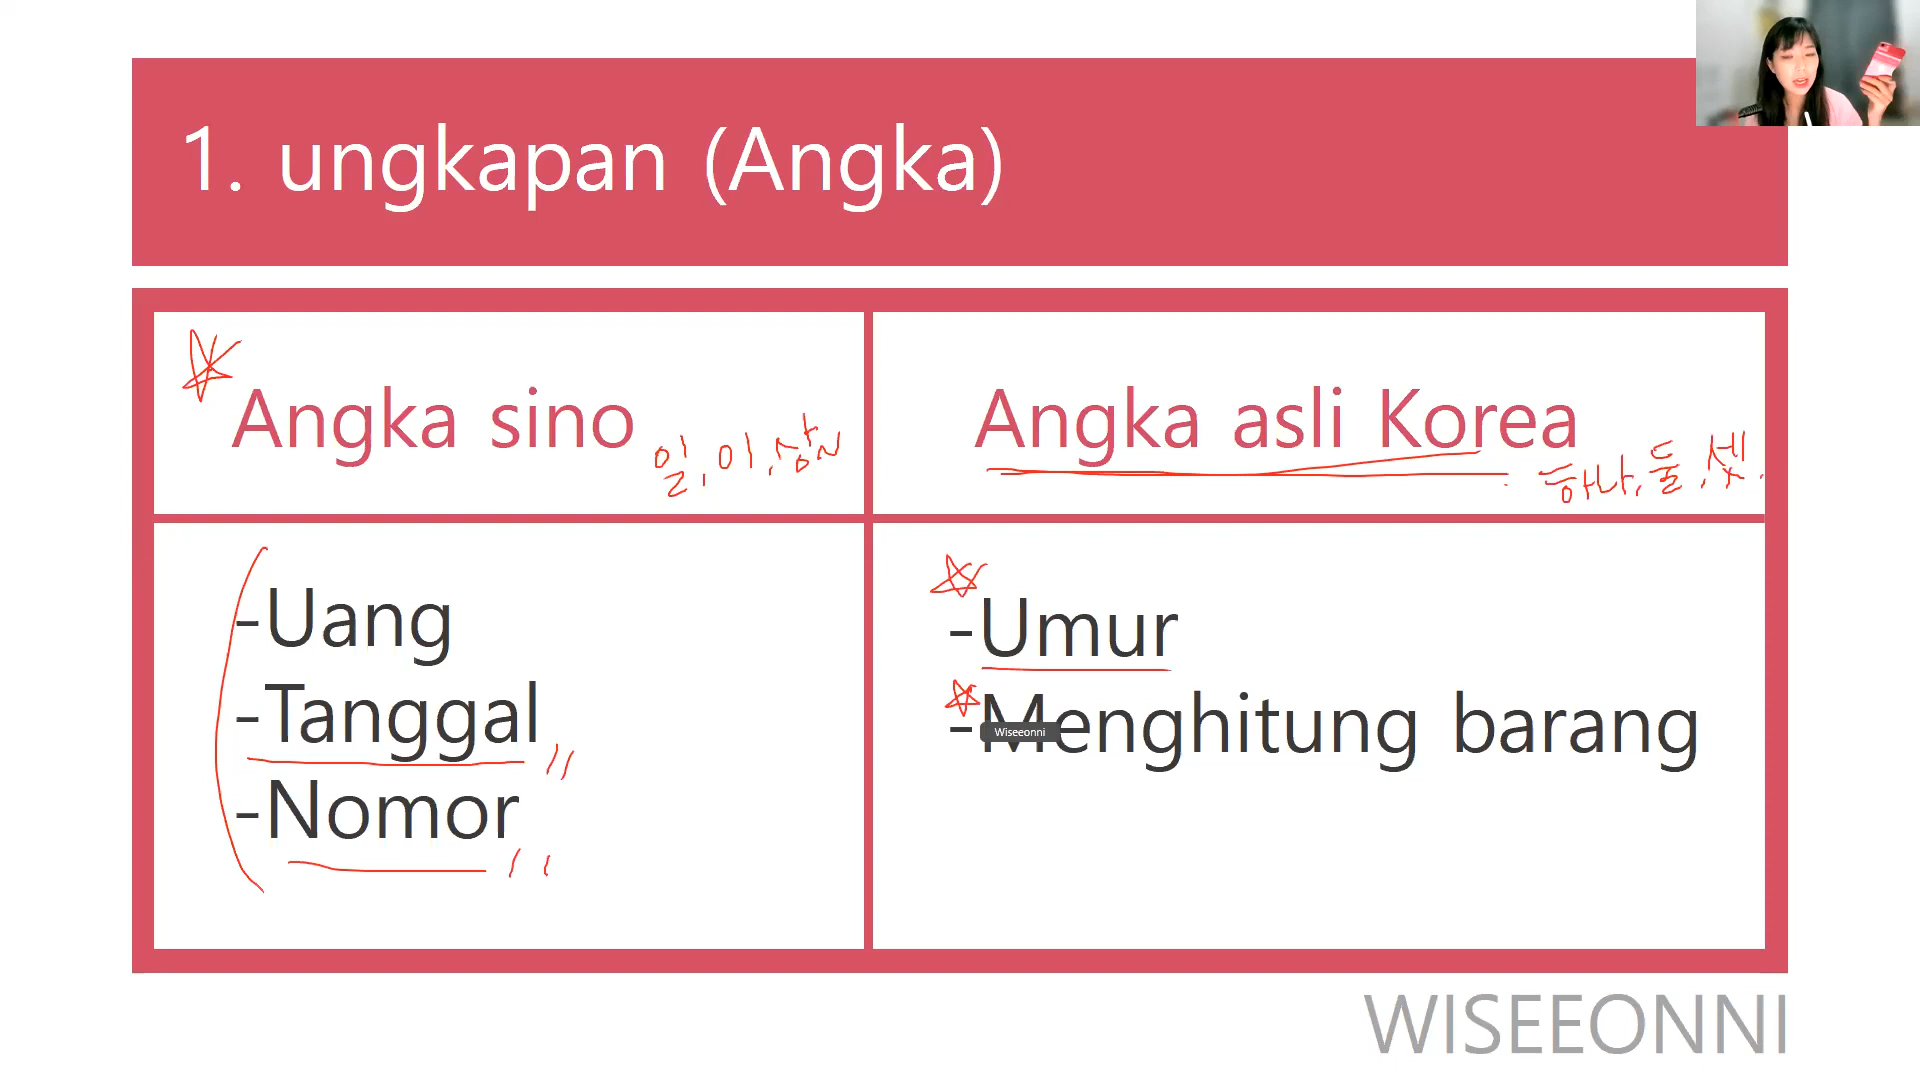 1. ungkapan (Angka)
Angka sino
일, 이, 삼
Angka asli Korea
하나, 둘, 셋,
-Uang
-Tanggal
-Nomor
-Umur
-Menghitung barang
Wiseeonni
WISEEONNI